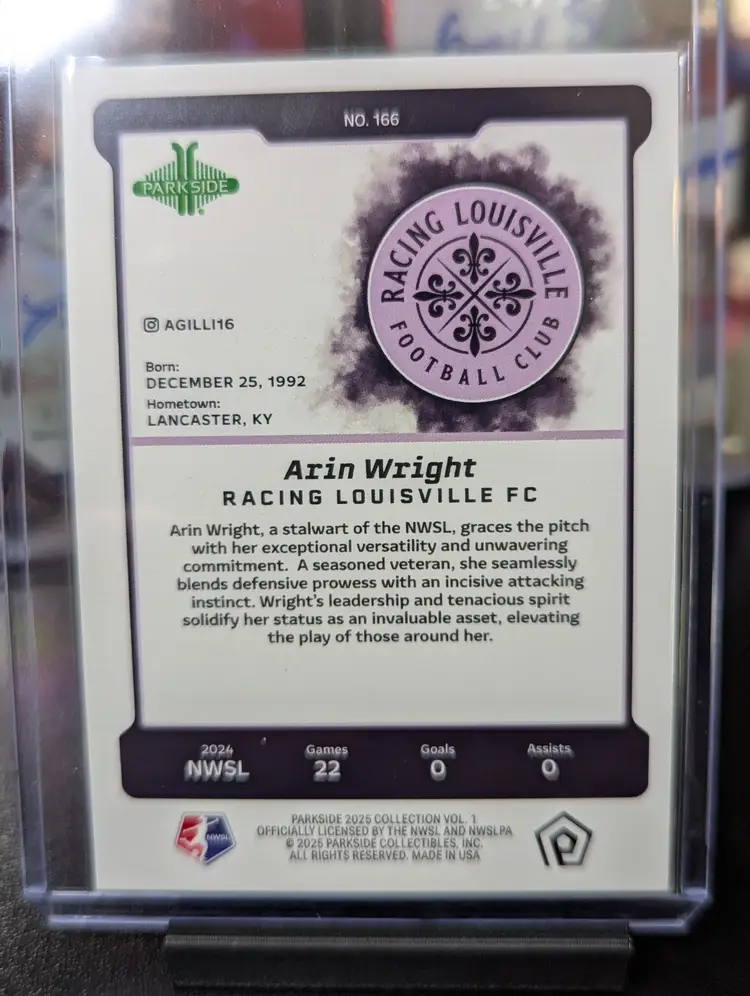 NO. 166
PARKSIDE
RACING LOUISVILLE
FOOTBALL CLUB
AGILLI16
Born:
DECEMBER 25, 1992
Hometown:
LANCASTER, KY
Arin Wright
RACING LOUISVILLE FC
Arin Wright, a stalwart of the NWSL, graces the pitch
with her exceptional versatility and unwavering
commitment. A seasoned veteran, she seamlessly
blends defensive prowess with an incisive attacking
instinct. Wright's leadership and tenacious spirit
solidify her status as an invaluable asset, elevating
the play of those around her.
2024 Games Goals Assists
NWSL 22 0 0
NWSL
PARKSIDE 2025 COLLECTION VOL. 1
OFFICIALLY LICENSED BY THE NWSL AND NWSLPA
© 2025 PARKSIDE COLLECTIBLES, INC.
ALL RIGHTS RESERVED. MADE IN USA